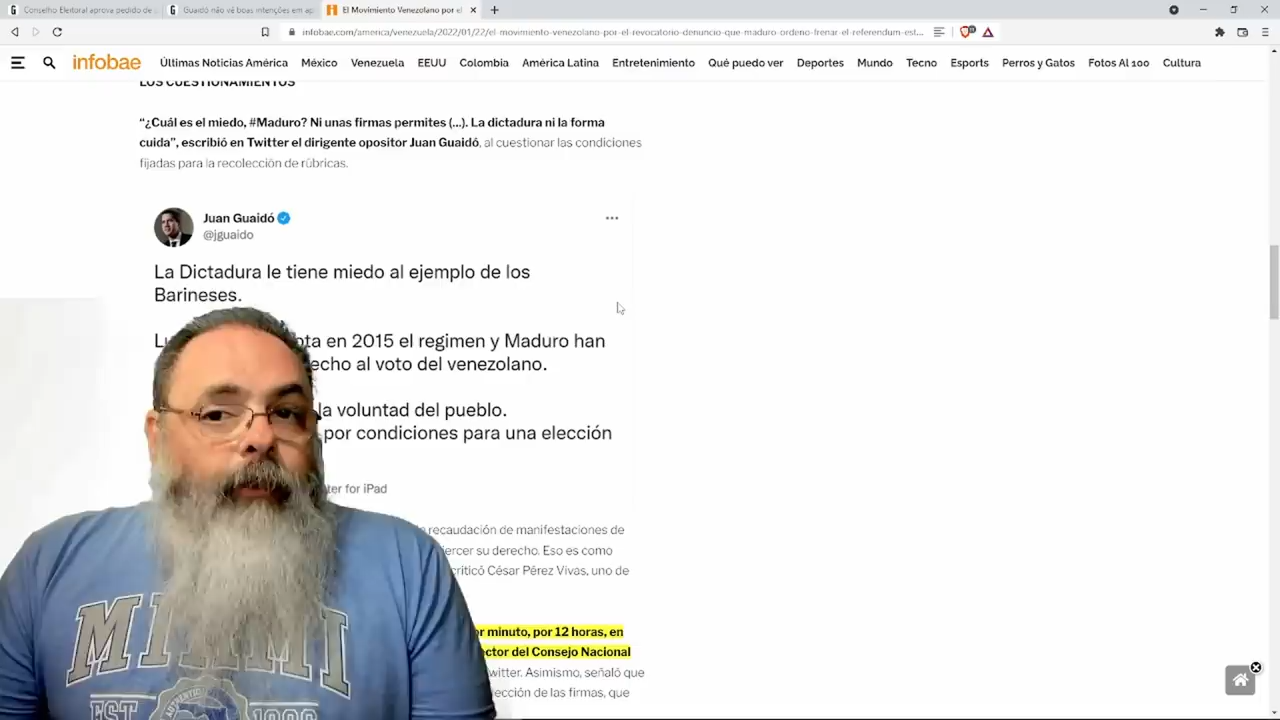 Conselho Eleitoral aprova pedido de
Guaidó não vê boas intenções em ap
El Movimiento Venezolano por el
infobae.com/america/venezuela/2022/01/22/el-movimiento-venezolano-por-el-revocatorio-denuncio-que-maduro-ordeno-frenar-el-referendum-est...
infobae
Últimas Noticias América México Venezuela EEUU Colombia América Latina Entretenimiento Qué puedo ver Deportes Mundo Tecno Esports Perros y Gatos Fotos Al 100 Cultura
LOS CUESTIONAMIENTOS
“¿Cuál es el miedo, #Maduro? Ni unas firmas permites (...). La dictadura ni la forma
cuida”, escribió en Twitter el dirigente opositor Juan Guaidó, al cuestionar las condiciones
fijadas para la recolección de rúbricas.
Juan Guaidó
@jguaido
La Dictadura le tiene miedo al ejemplo de los
Barineses.
en 2015 el regimen y Maduro han
al voto del venezolano.
la voluntad del pueblo.
por condiciones para una elección
for iPad
la recaudación de manifestaciones de
su derecho. Eso es como
criticó César Pérez Vivas, uno de
minuto, por 12 horas, en
del Consejo Nacional
Asimismo, señaló que
de las firmas, que
MIAMI
EST